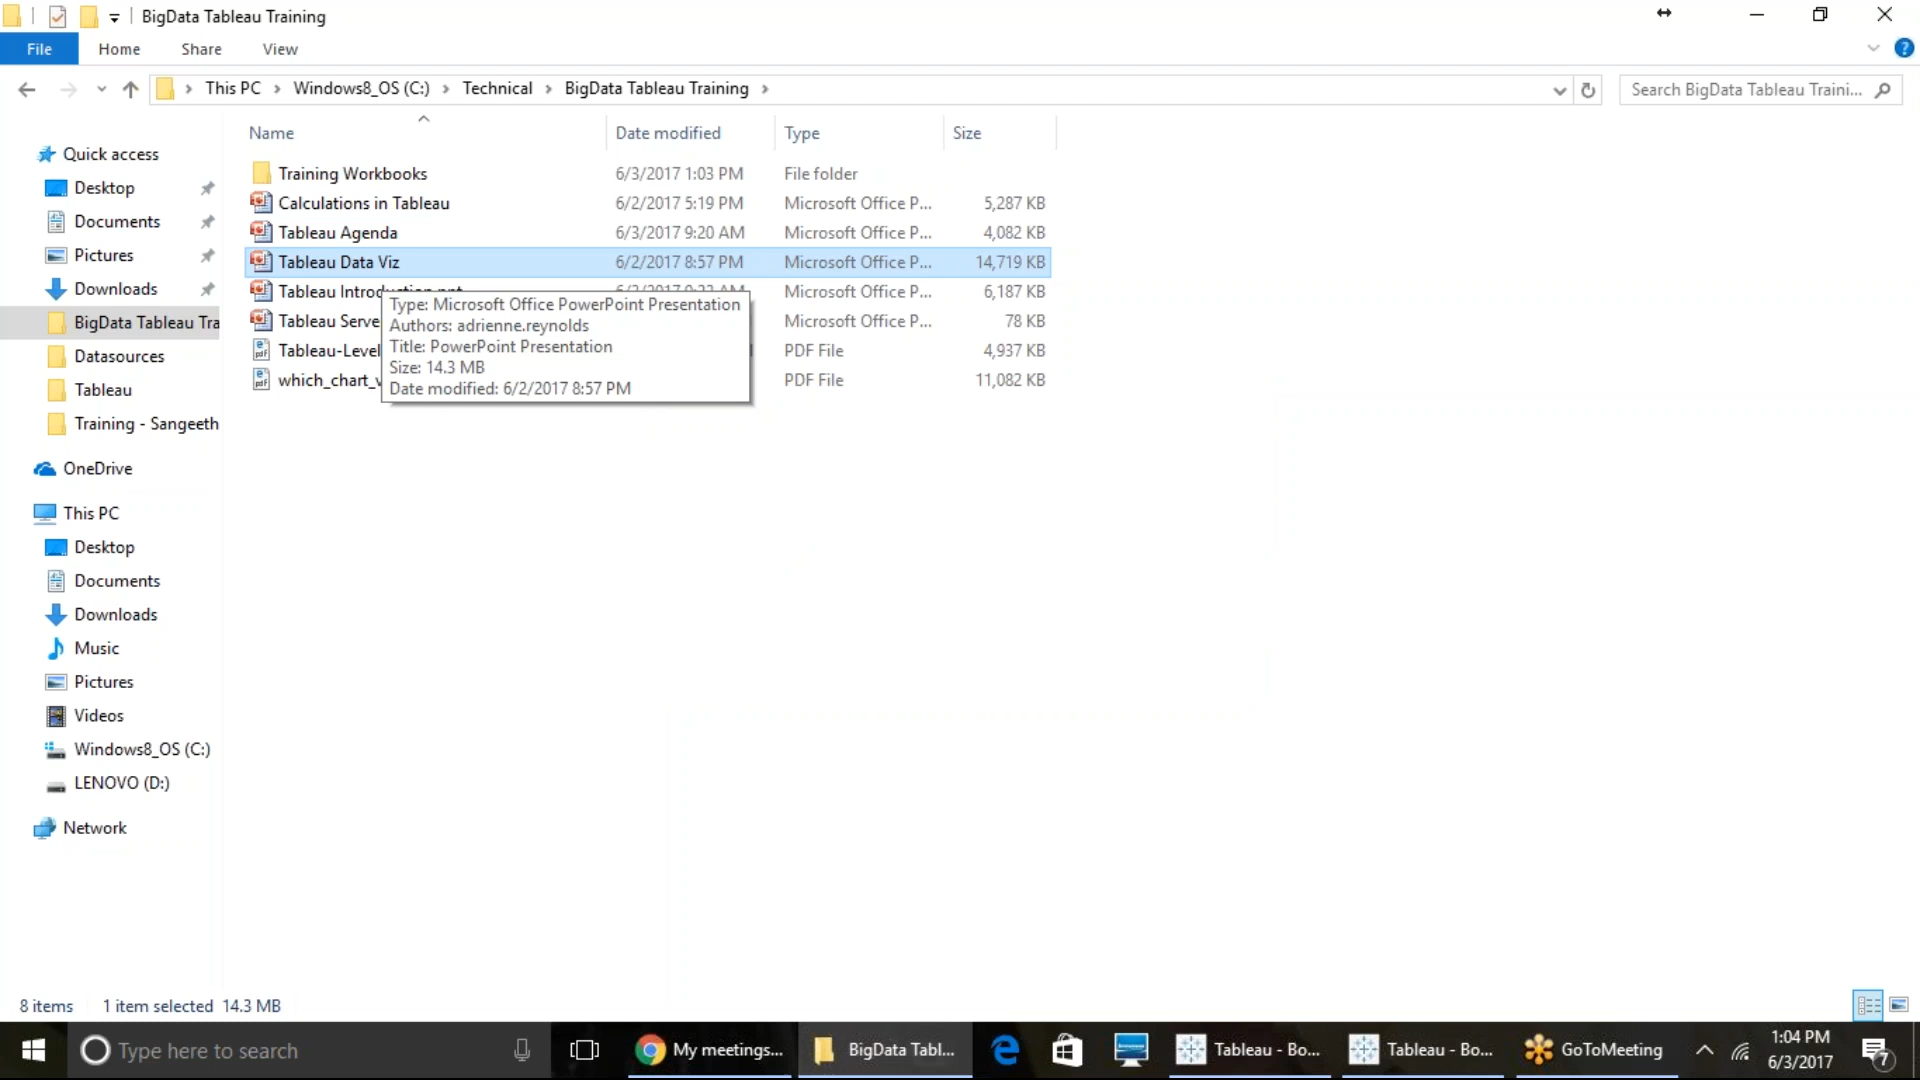 BigData Tableau Training
File Home Share View
This PC Windows8_OS (C:) Technical BigData Tableau Training
Search BigData Tableau Traini...
Name Date modified Type Size
Quick access
Desktop
Documents
Pictures
Downloads
BigData Tableau Tra
Datasources
Tableau
Training - Sangeeth
OneDrive
This PC
Desktop
Documents
Downloads
Music
Pictures
Videos
Windows8_OS (C:)
LENOVO (D:)
Network
Training Workbooks 6/3/2017 1:03 PM File folder
Calculations in Tableau 6/2/2017 5:19 PM Microsoft Office P... 5,287 KB
Tableau Agenda 6/3/2017 9:20 AM Microsoft Office P... 4,082 KB
Tableau Data Viz 6/2/2017 8:57 PM Microsoft Office P... 14,719 KB
Tableau Microsoft Office P... 6,187 KB
Tableau Serve Microsoft Office P... 78 KB
Tableau-Level PDF File 4,937 KB
which_chart_v PDF File 11,082 KB
Type: Microsoft Office PowerPoint Presentation
Authors: adrienne.reynolds
Title: PowerPoint Presentation
Size: 14.3 MB
Date modified: 6/2/2017 8:57 PM
8 items 1 item selected 14.3 MB
Type here to search
My meetings...
BigData Tabl...
Tableau - Bo...
Tableau - Bo...
GoToMeeting
1:04 PM
6/3/2017
7